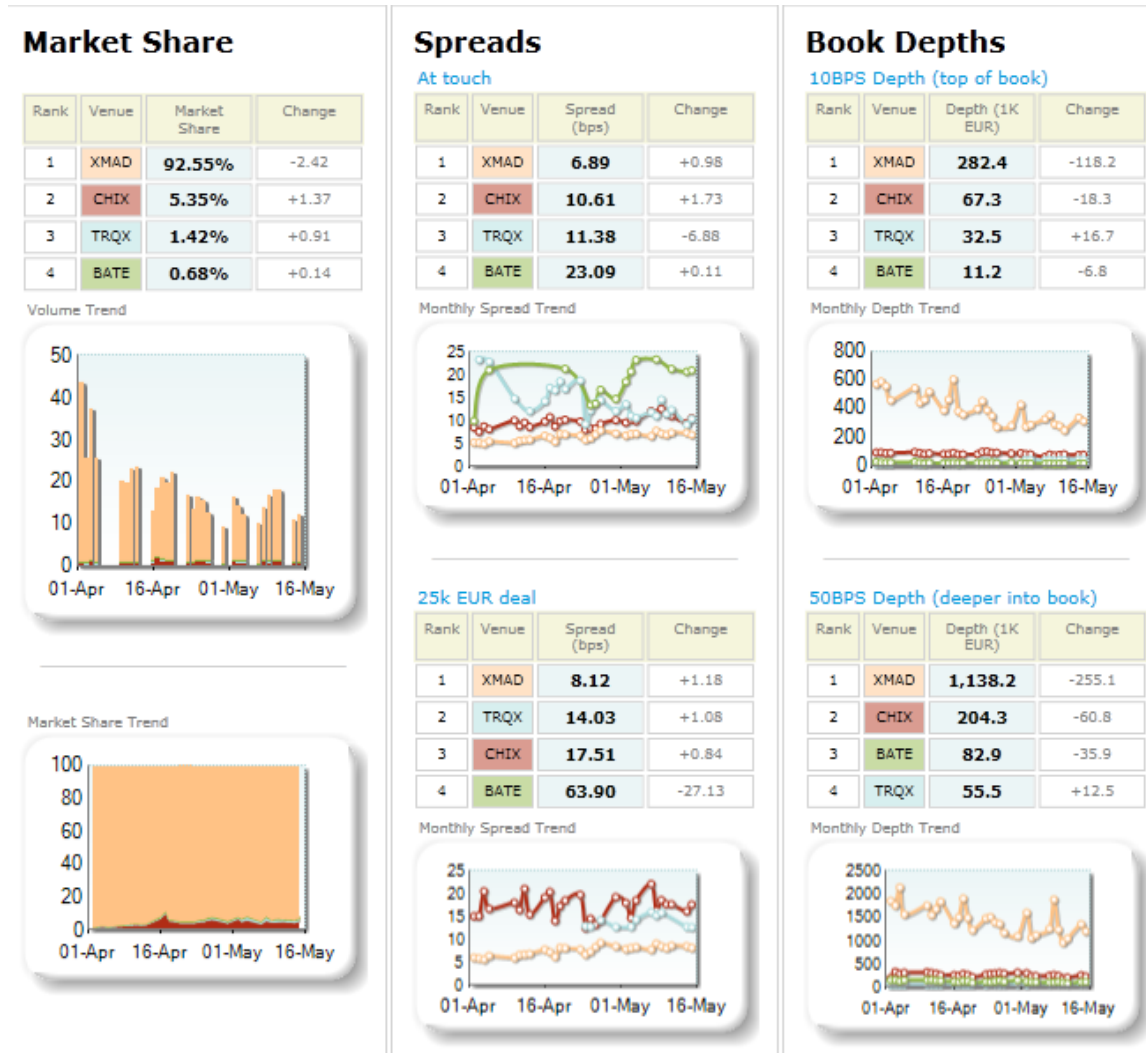 Market Share
Rank Venue Market Share Change
1 XMAD 92.55% -2.42
2 CHIX 5.35% +1.37
3 TRQX 1.42% +0.91
4 BATE 0.68% +0.14
Volume Trend
50
40
30
20
10
0
01-Apr 16-Apr 01-May 16-May
Market Share Trend
100
80
60
40
20
0
01-Apr 16-Apr 01-May 16-May
Spreads
At touch
Rank Venue Spread (bps) Change
1 XMAD 6.89 +0.98
2 CHIX 10.61 +1.73
3 TRQX 11.38 -6.88
4 BATE 23.09 +0.11
Monthly Spread Trend
25
20
15
10
5
0
01-Apr 16-Apr 01-May 16-May
25k EUR deal
Rank Venue Spread (bps) Change
1 XMAD 8.12 +1.18
2 TRQX 14.03 +1.08
3 CHIX 17.51 +0.84
4 BATE 63.90 -27.13
Monthly Spread Trend
25
20
15
10
5
0
01-Apr 16-Apr 01-May 16-May
Book Depths
10BPS Depth (top of book)
Rank Venue Depth (1K EUR) Change
1 XMAD 282.4 -118.2
2 CHIX 67.3 -18.3
3 TRQX 32.5 +16.7
4 BATE 11.2 -6.8
Monthly Depth Trend
800
600
400
200
0
01-Apr 16-Apr 01-May 16-May
50BPS Depth (deeper into book)
Rank Venue Depth (1K EUR) Change
1 XMAD 1,138.2 -255.1
2 CHIX 204.3 -60.8
3 BATE 82.9 -35.9
4 TRQX 55.5 +12.5
Monthly Depth Trend
2500
2000
1500
1000
500
0
01-Apr 16-Apr 01-May 16-May